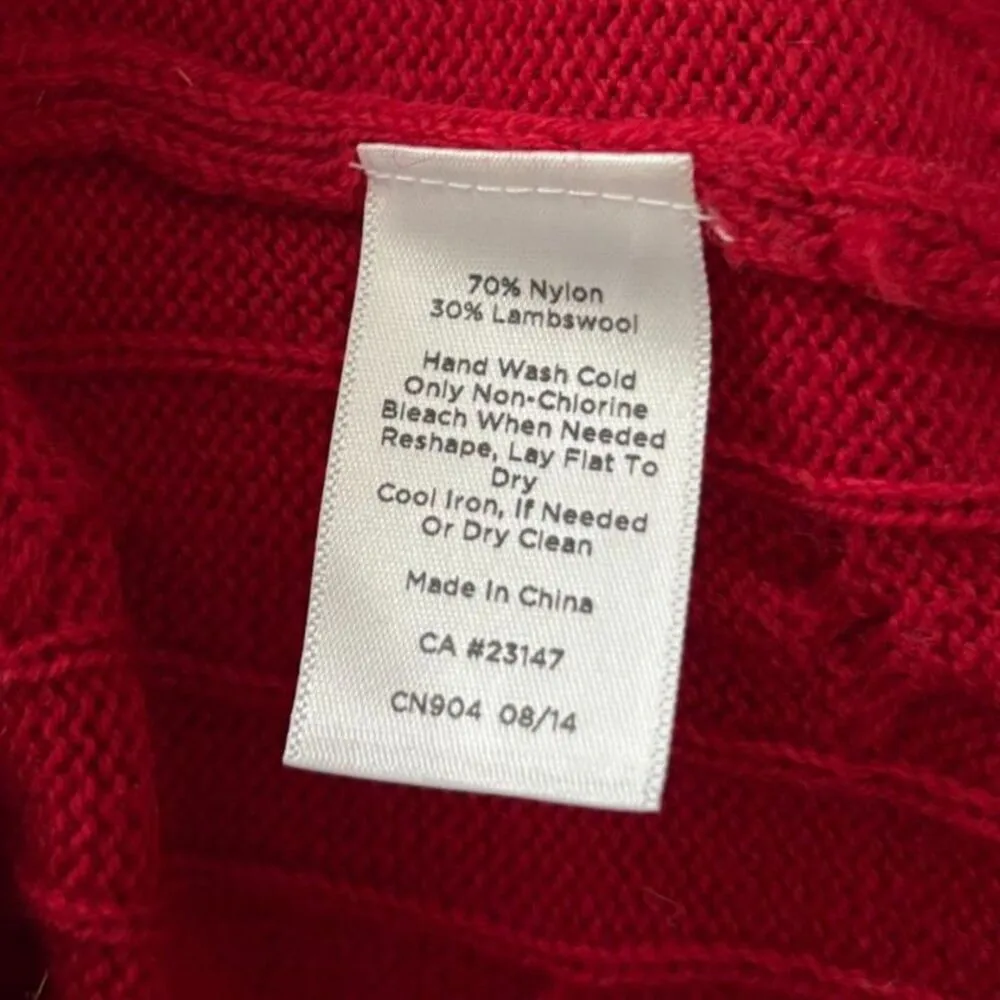 70% Nylon
30% Lambswool
Hand Wash Cold
Only Non-Chlorine
Bleach When Needed
Reshape, Lay Flat To
Dry
Cool Iron, If Needed
Or Dry Clean
Made In China
CA #23147
CN904 08/14